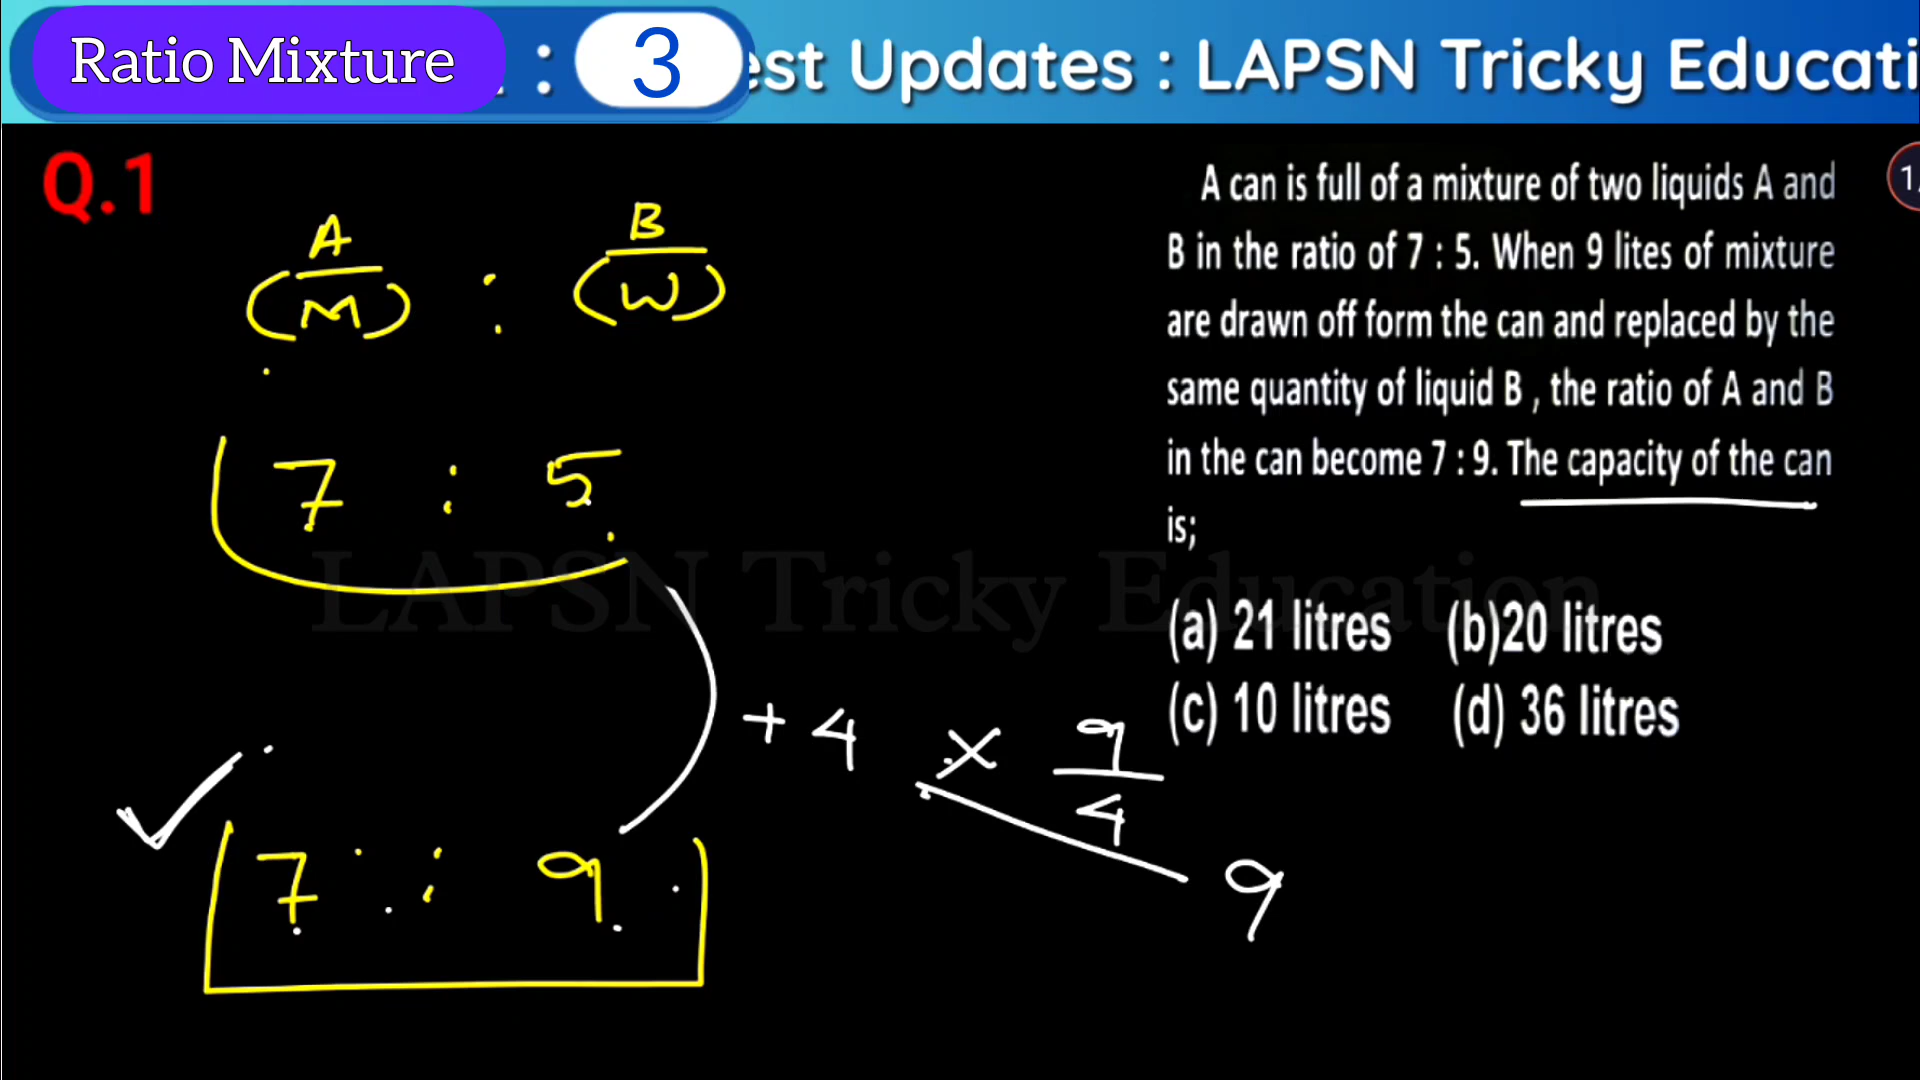 Ratio Mixture : 3 est Updates : LAPSN Tricky Educati
Q.1
A can is full of a mixture of two liquids A and
B in the ratio of 7 : 5. When 9 lites of mixture
are drawn off form the can and replaced by the
same quantity of liquid B , the ratio of A and B
in the can become 7 : 9. The capacity of the can
is;
(a) 21 litres (b)20 litres
(c) 10 litres (d) 36 litres
A : B
(M) (W)
7 : 5
+ 4 × 9/4
9
7 : 9
LAPSN Tricky Education